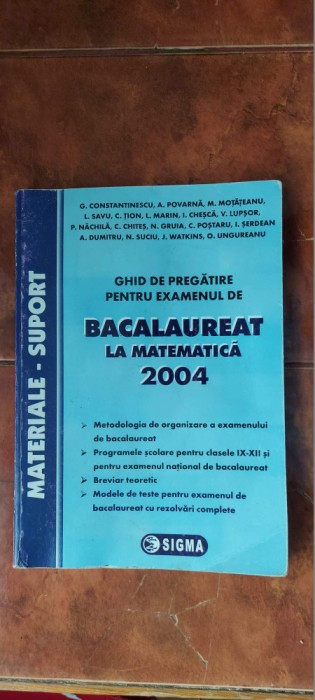 G. CONSTANTINESCU, A. POVARNĂ, M. MOTĂȚEANU,
L. SAVU, C. ȚION, L. MARIN, I. CHEȘCĂ, V. LUPȘOR,
P. NĂCHILĂ, C. CHITEȘ, N. GRUIA, C. POȘTARU, I. ȘERDEAN
A. DUMITRU, N. SUCIU, J. WATKINS, O. UNGUREANU
GHID DE PREGĂTIRE
PENTRU EXAMENUL DE
BACALAUREAT
LA MATEMATICĂ
2004
MATERIALE - SUPORT
➢ Metodologia de organizare a examenului
de bacalaureat
➢ Programele școlare pentru clasele IX-XII și
pentru examenul național de bacalaureat
➢ Breviar teoretic
➢ Modele de teste pentru examenul de
bacalaureat cu rezolvări complete
SIGMA